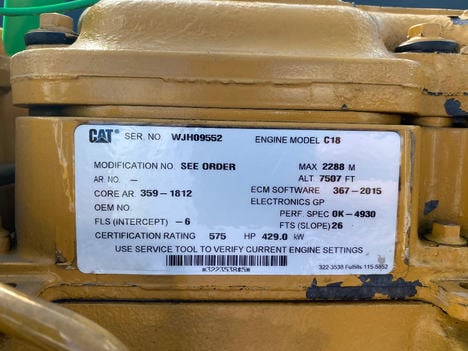 CAT® SER. NO. WJH09552 ENGINE MODEL C18
MODIFICATION NO. SEE ORDER MAX 2288 M
AR. NO. — ALT. 7507 FT
CORE AR. 359-1812 ECM SOFTWARE 367-2015
OEM NO. ELECTRONICS GP
PERF. SPEC 0K-4930
FLS (INTERCEPT) -6 FTS (SLOPE) 26
CERTIFICATION RATING 575 HP 429.0 kW
USE SERVICE TOOL TO VERIFY CURRENT ENGINE SETTINGS
322-3538 Fulfills 115-5852